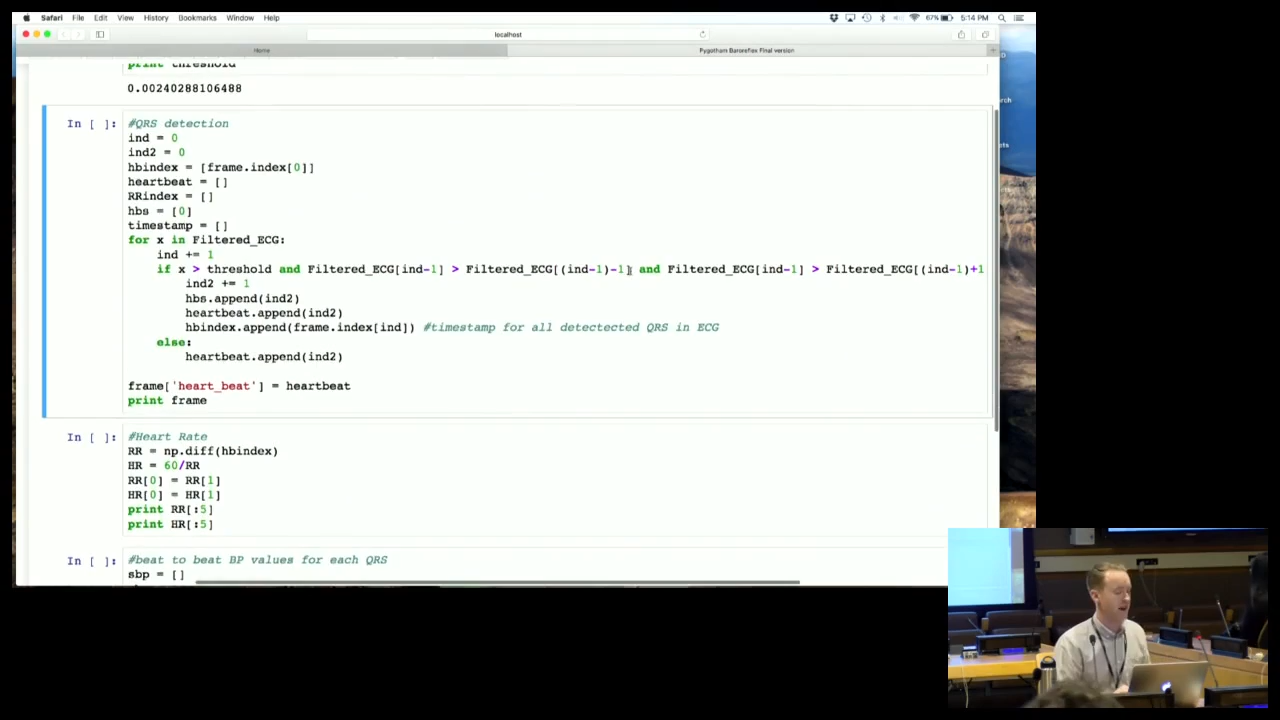 Safari File Edit View History Bookmarks Window Help 67% 5:14 PM
localhost
Home Pygotham Baroreflex Final version
print threshold
0.00240288106488
In [ ]: #QRS detection
ind = 0
ind2 = 0
hbindex = [frame.index[0]]
heartbeat = []
RRindex = []
hbs = [0]
timestamp = []
for x in Filtered_ECG:
ind += 1
if x > threshold and Filtered_ECG[ind-1] > Filtered_ECG[(ind-1)-1] and Filtered_ECG[ind-1] > Filtered_ECG[(ind-1)+1
ind2 += 1
hbs.append(ind2)
heartbeat.append(ind2)
hbindex.append(frame.index[ind]) #timestamp for all detectected QRS in ECG
else:
heartbeat.append(ind2)
frame['heart_beat'] = heartbeat
print frame
In [ ]: #Heart Rate
RR = np.diff(hbindex)
HR = 60/RR
RR[0] = RR[1]
HR[0] = HR[1]
print RR[:5]
print HR[:5]
In [ ]: #beat to beat BP values for each QRS
sbp = []